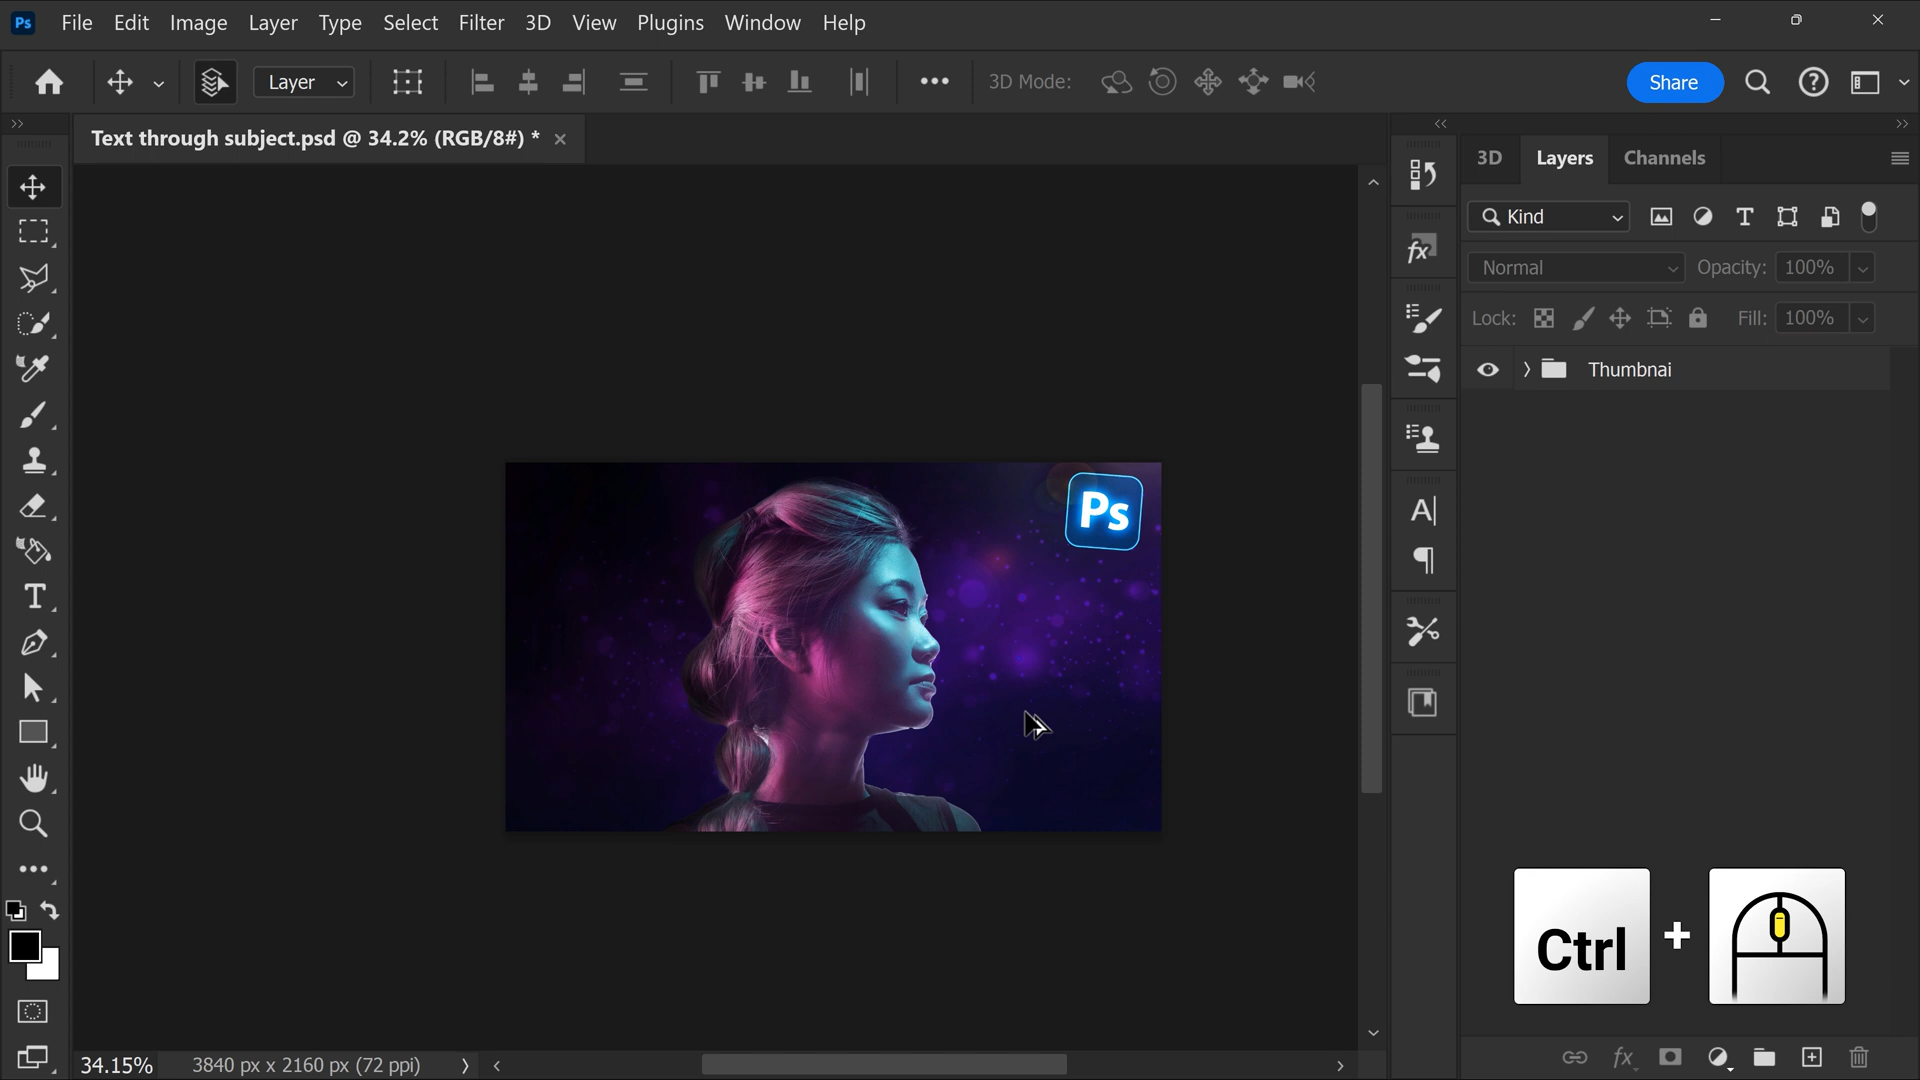 Ps File Edit Image Layer Type Select Filter 3D View Plugins Window Help
Layer 3D Mode: Share
Text through subject.psd @ 34.2% (RGB/8#) *
3D Layers Channels
Kind
Normal Opacity: 100%
Lock: Fill: 100%
Thumbnai
Ps
Ctrl +
34.15% 3840 px x 2160 px (72 ppi)